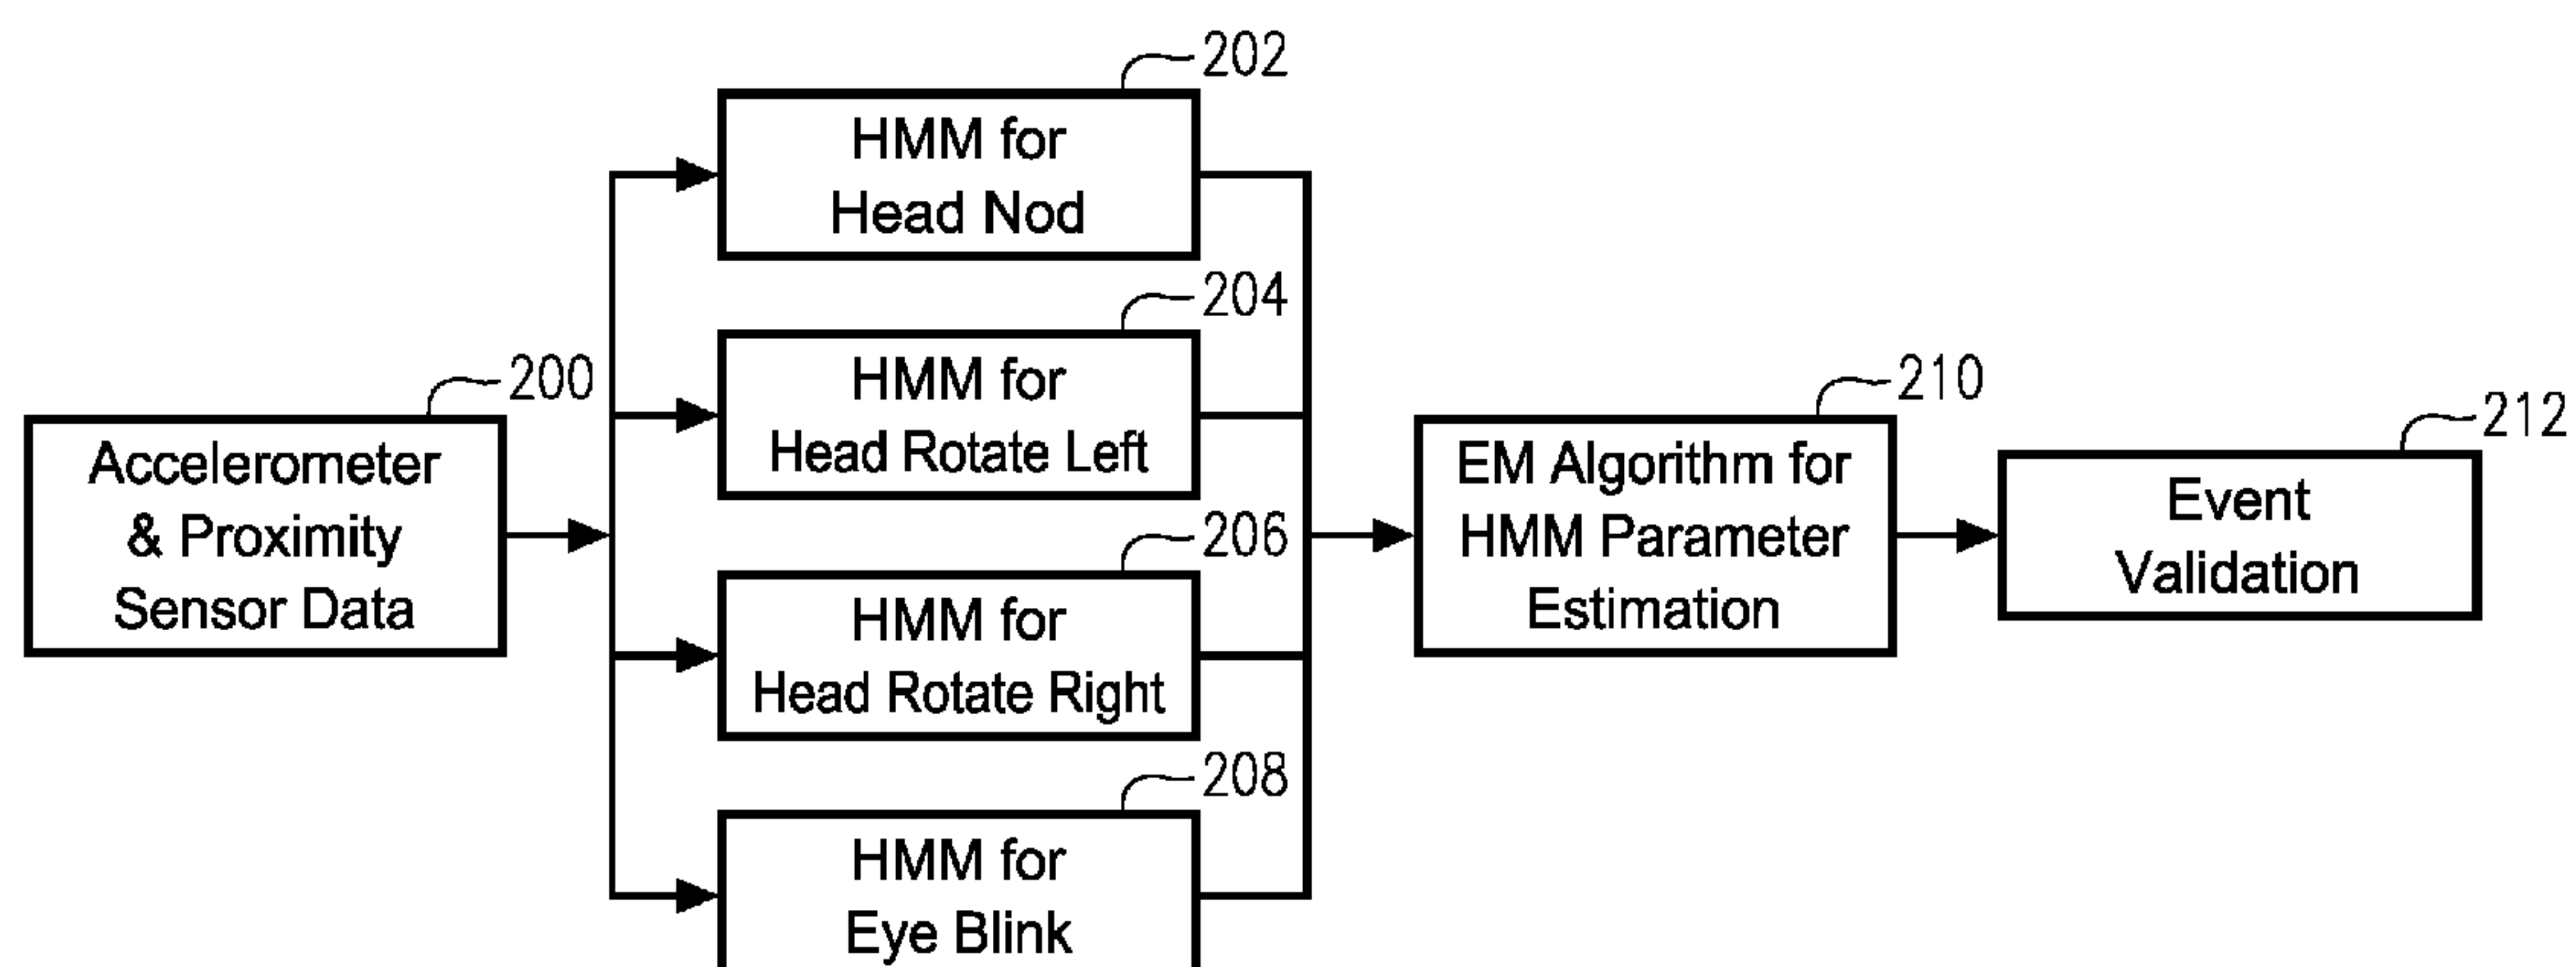 202
HMM for
Head Nod
204
HMM for
Head Rotate Left
200
Accelerometer
& Proximity
Sensor Data
206
HMM for
Head Rotate Right
208
HMM for
Eye Blink
210
EM Algorithm for
HMM Parameter
Estimation
212
Event
Validation